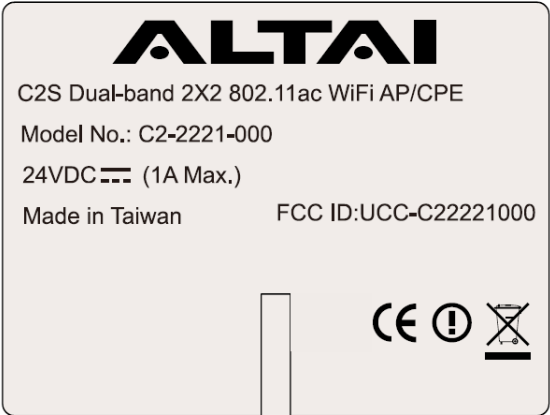 ALTAI
C2S Dual-band 2X2 802.11ac WiFi AP/CPE
Model No.: C2-2221-000
24VDC (1A Max.)
Made in Taiwan FCC ID:UCC-C22221000
CE